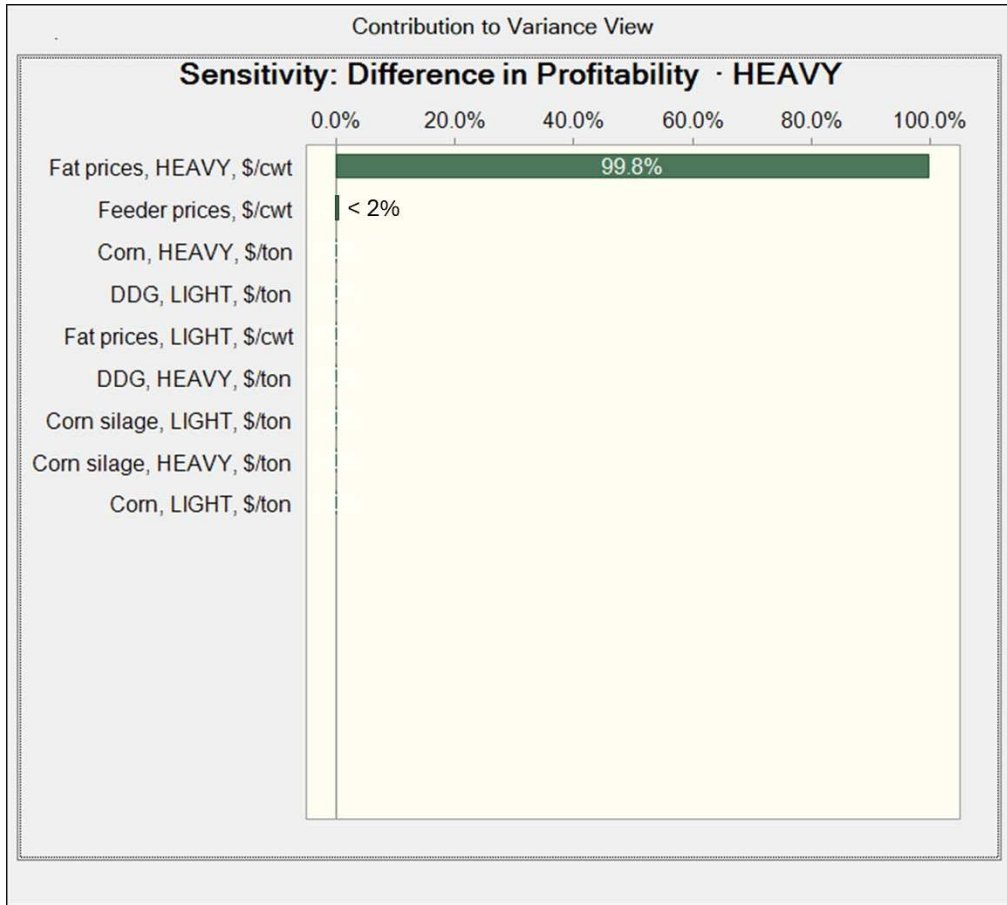 Contribution to Variance View
Sensitivity: Difference in Profitability · HEAVY
0.0% 20.0% 40.0% 60.0% 80.0% 100.0%
Fat prices, HEAVY, $/cwt 99.8%
Feeder prices, $/cwt < 2%
Corn, HEAVY, $/ton
DDG, LIGHT, $/ton
Fat prices, LIGHT, $/cwt
DDG, HEAVY, $/ton
Corn silage, LIGHT, $/ton
Corn silage, HEAVY, $/ton
Corn, LIGHT, $/ton